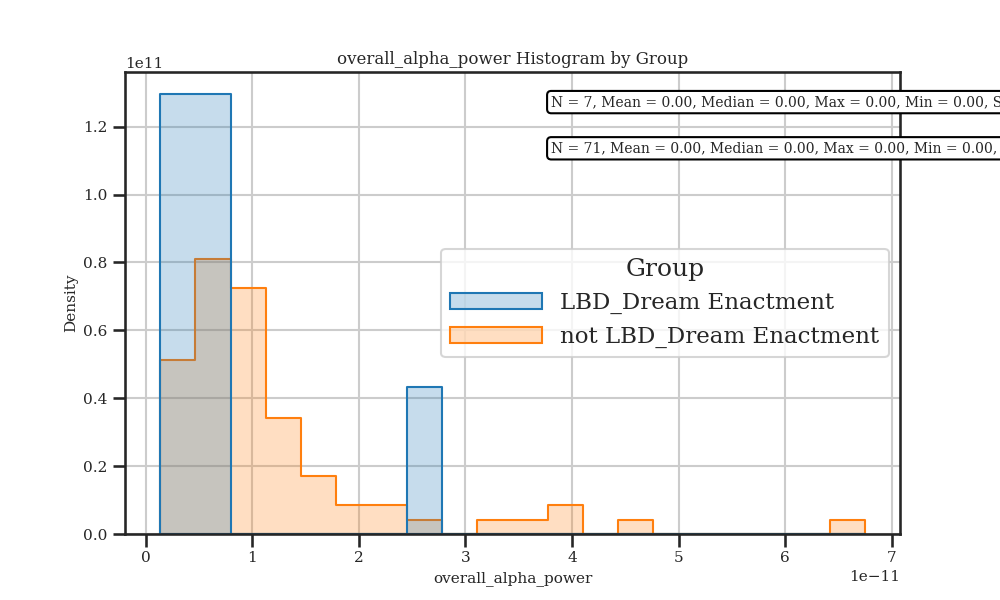 overall_alpha_power Histogram by Group
1e11
N = 7, Mean = 0.00, Median = 0.00, Max = 0.00, Min = 0.00, S
N = 71, Mean = 0.00, Median = 0.00, Max = 0.00, Min = 0.00,
1.2
1.0
0.8
0.6
0.4
0.2
0.0
Density
Group
LBD_Dream Enactment
not LBD_Dream Enactment
0 1 2 3 4 5 6 7
1e−11
overall_alpha_power